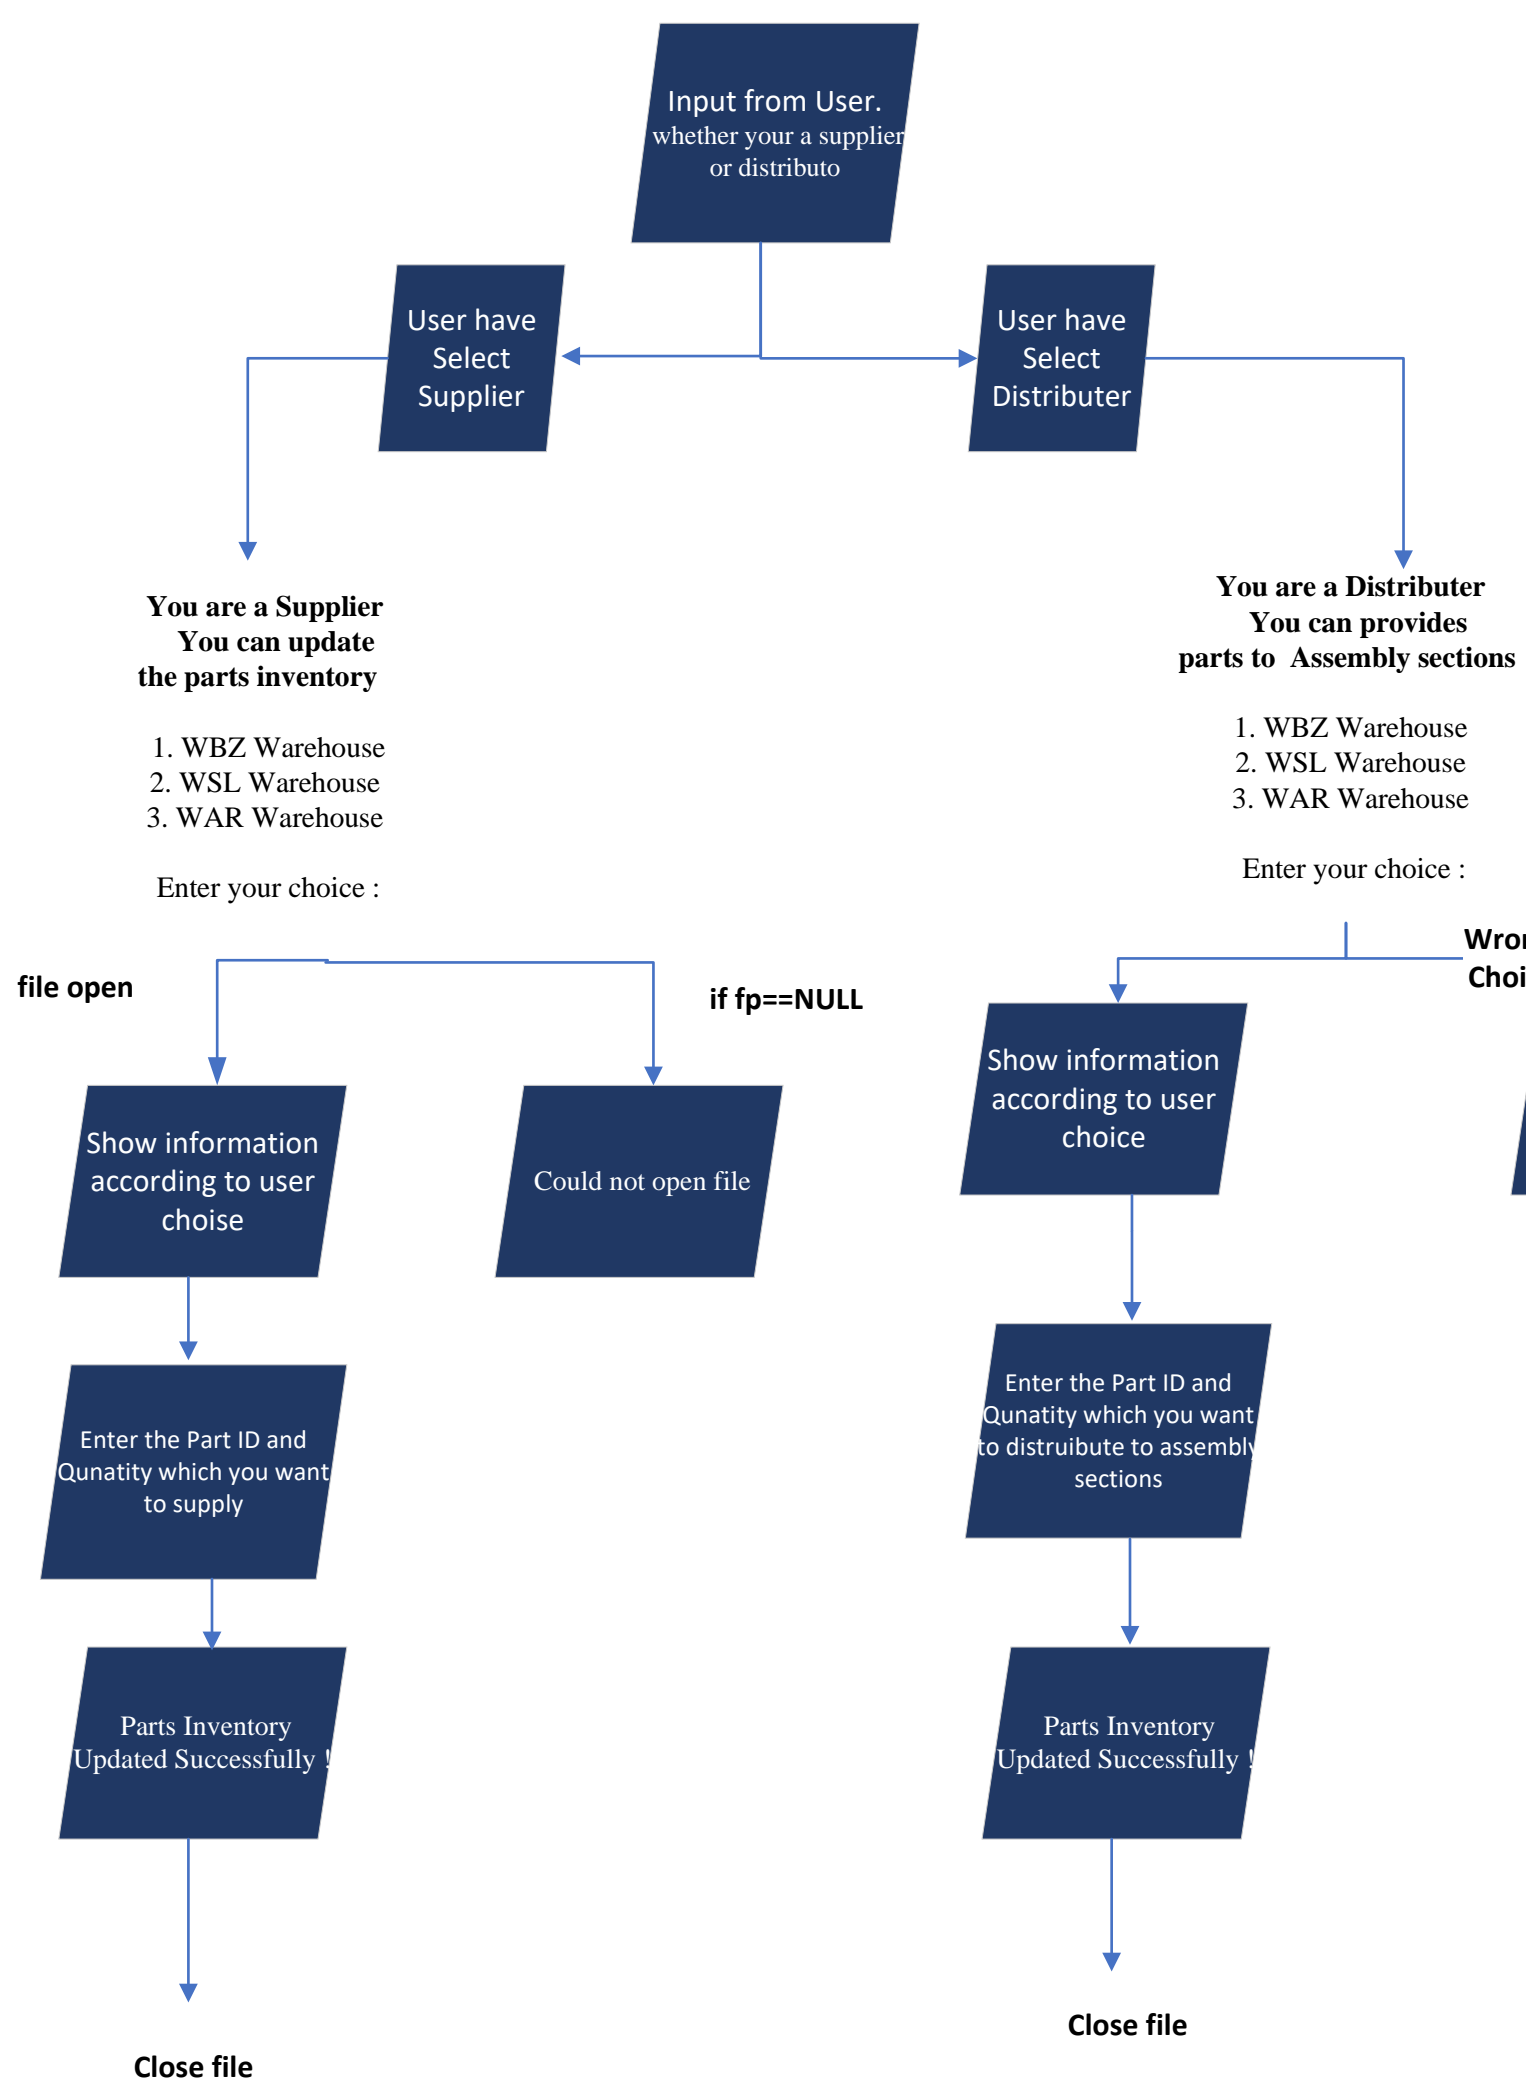 Input from User.
whether your a supplier
or distributo
User have
Select
Supplier
User have
Select
Distributer
You are a Supplier
You can update
the parts inventory
1. WBZ Warehouse
2. WSL Warehouse
3. WAR Warehouse
Enter your choice :
You are a Distributer
You can provides
parts to Assembly sections
1. WBZ Warehouse
2. WSL Warehouse
3. WAR Warehouse
Enter your choice :
file open
if fp==NULL
Show information
according to user
choise
Could not open file
Enter the Part ID and
Qunatity which you want
to supply
Parts Inventory
Updated Successfully !
Close file
Show information
according to user
choice
Enter the Part ID and
Qunatity which you want
to distruibute to assembly
sections
Parts Inventory
Updated Successfully !
Close file